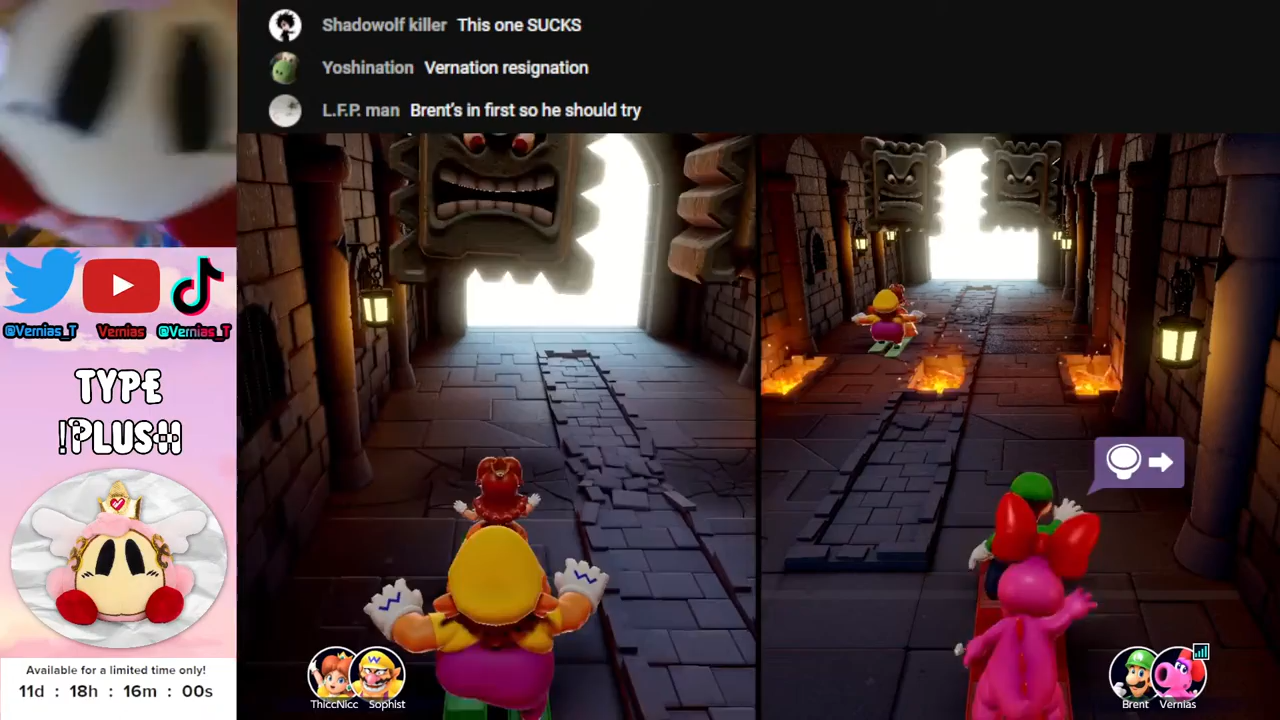 Shadowolf killer This one SUCKS
Yoshination Vernation resignation
L.F.P. man Brent's in first so he should try
@Vernias_T Vernias @Vernias_T
TYPE
!PLUSH
Available for a limited time only!
11d : 18h : 16m : 00s
ThiccNicc Sophist
Brent Vernias